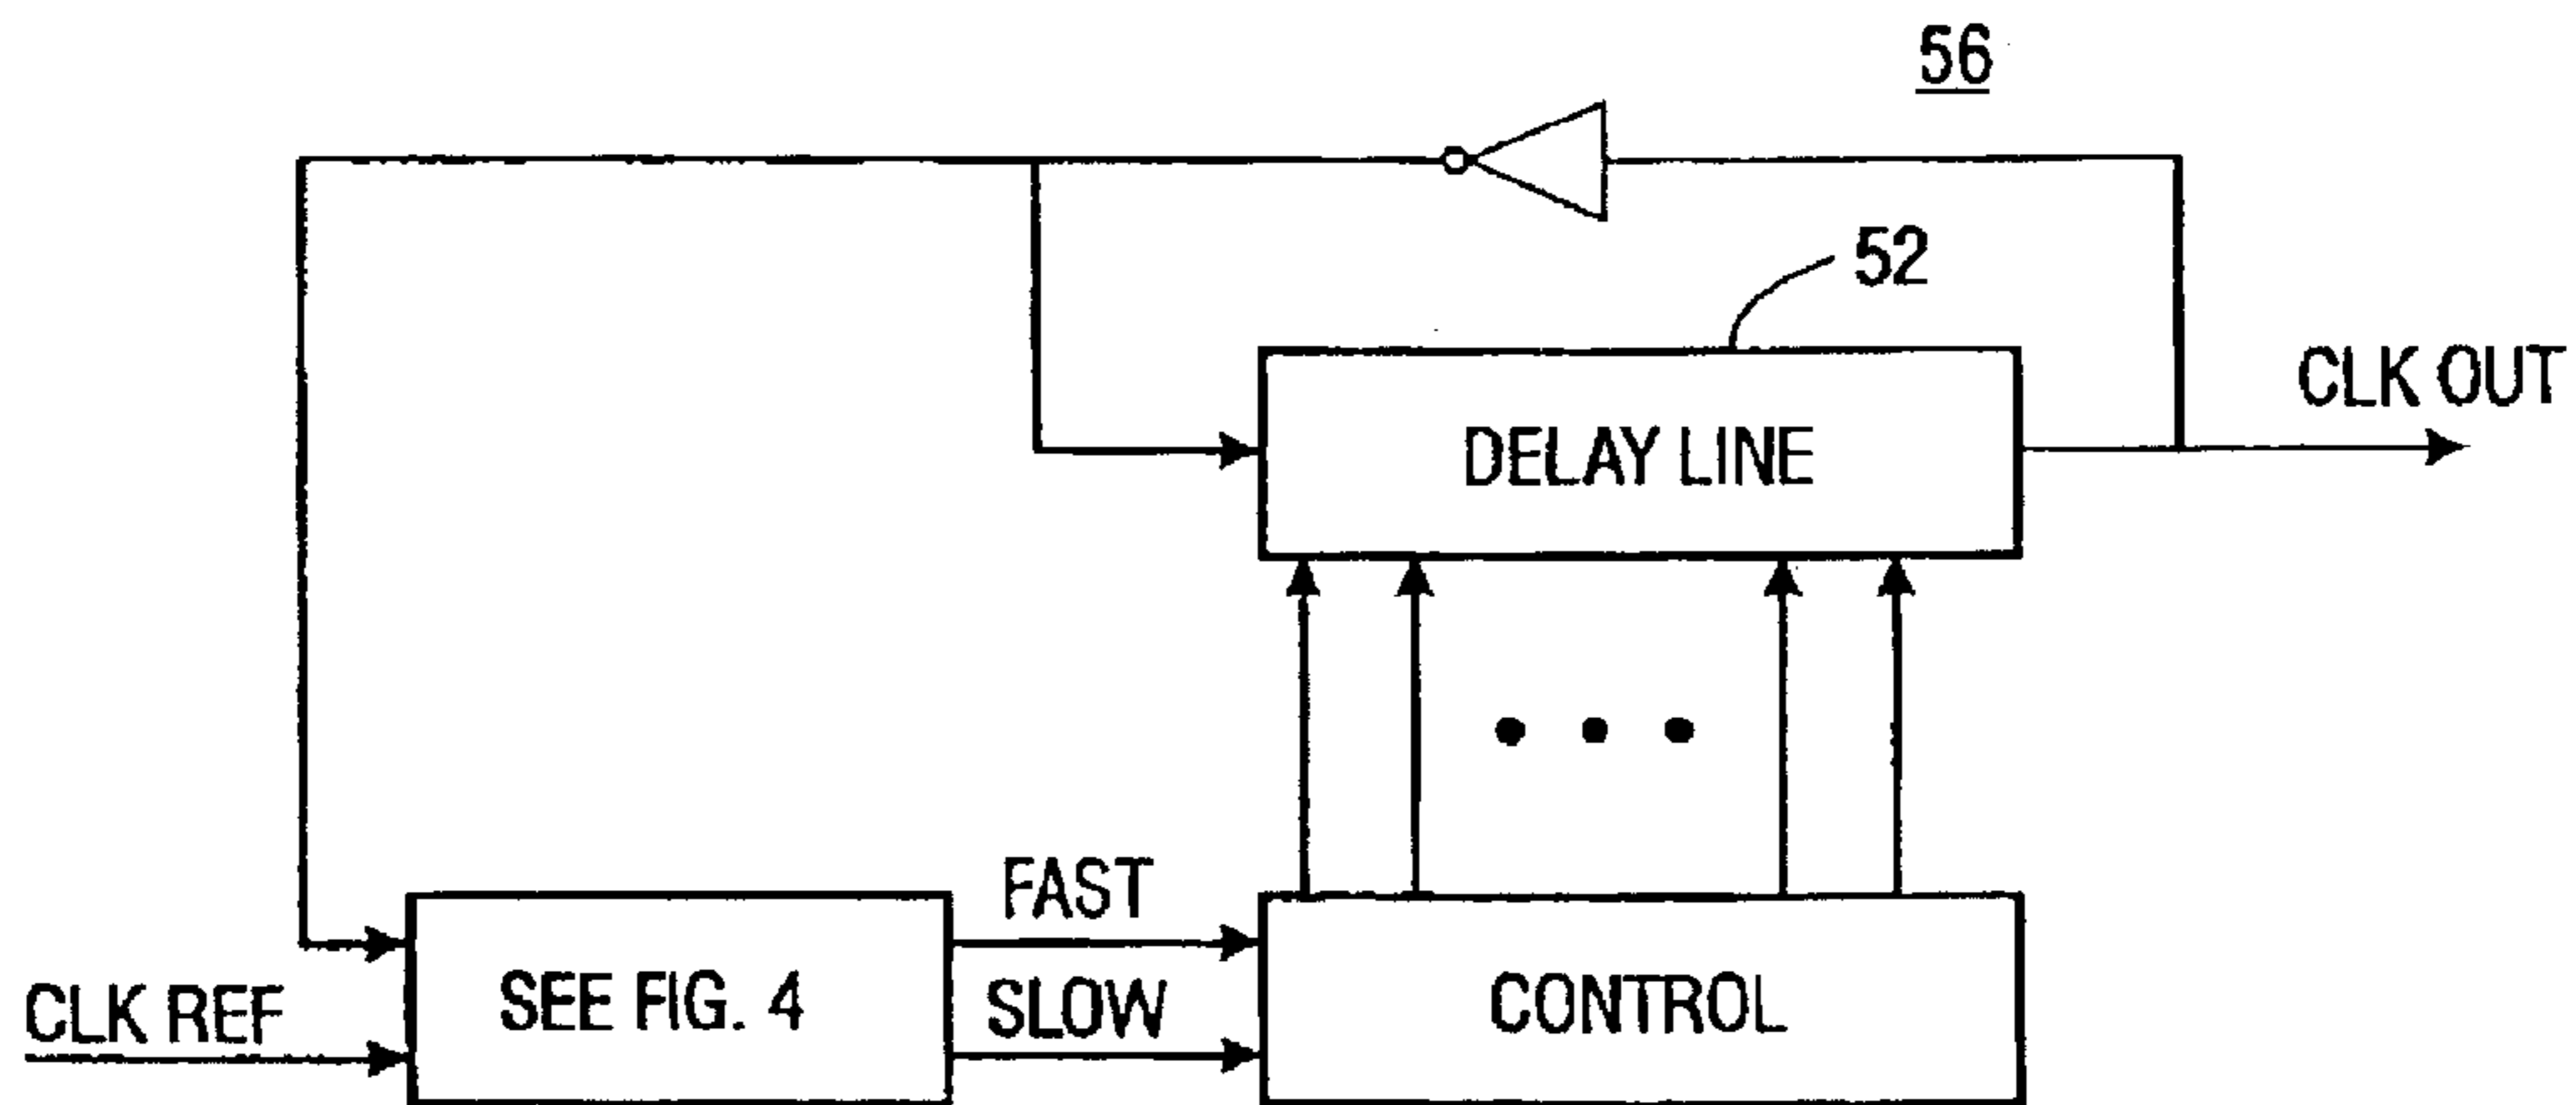 56
52
DELAY LINE
CLK OUT
FAST
SLOW
CLK REF
SEE FIG. 4
CONTROL